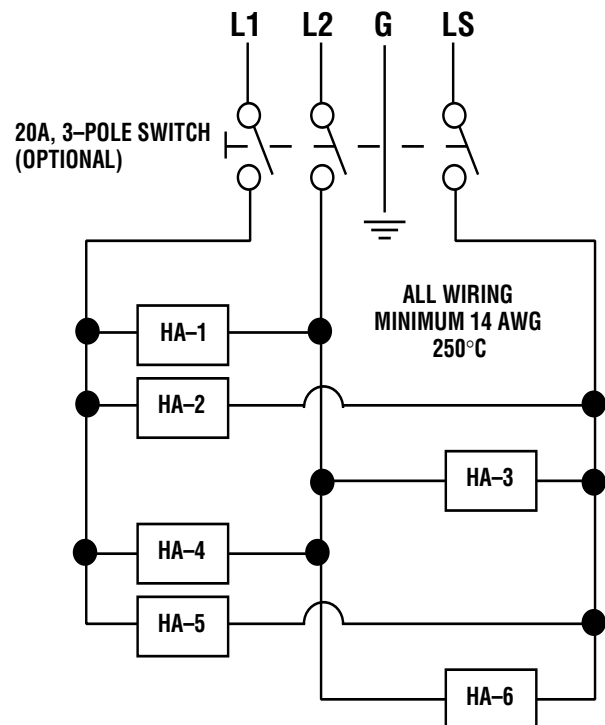 L1 L2 G LS
20A, 3–POLE SWITCH
(OPTIONAL)
ALL WIRING
MINIMUM 14 AWG
250°C
HA–1
HA–2
HA–3
HA–4
HA–5
HA–6